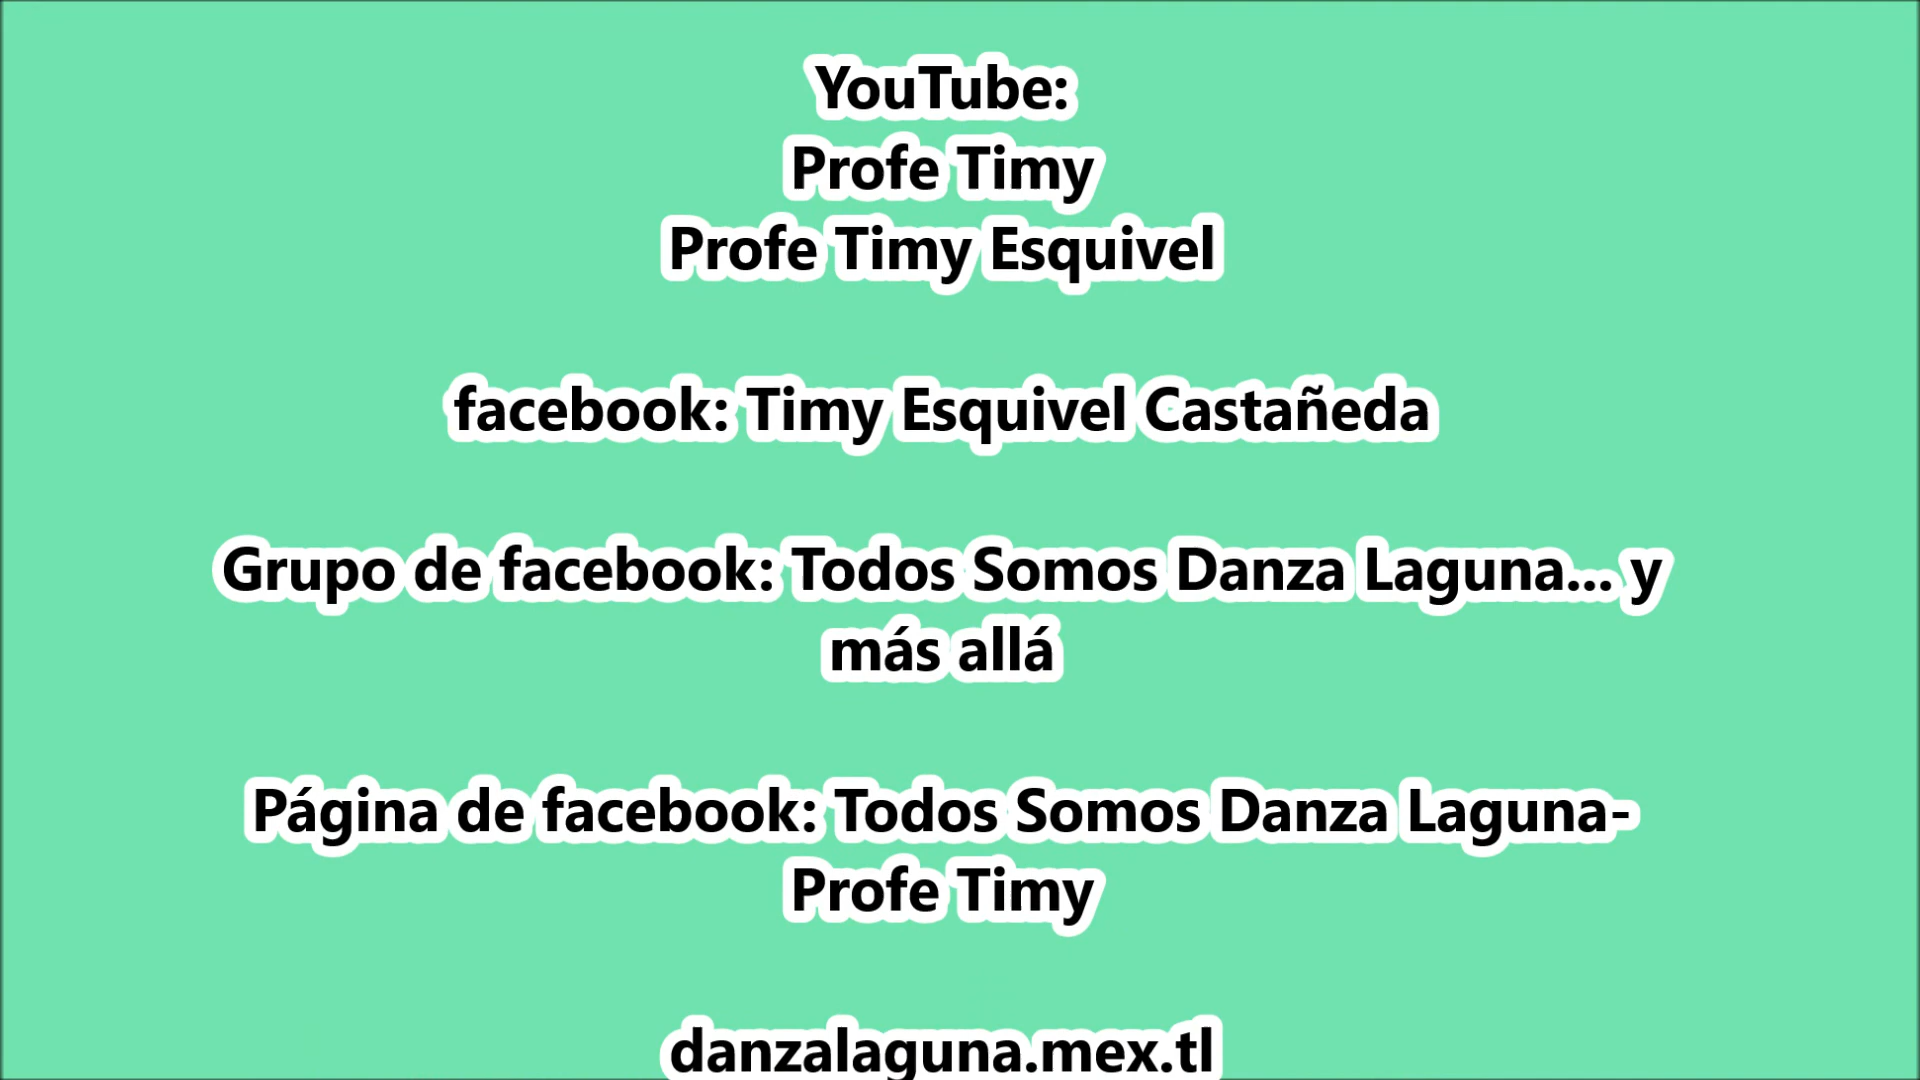 YouTube:
Profe Timy
Profe Timy Esquivel
facebook: Timy Esquivel Castañeda
Grupo de facebook: Todos Somos Danza Laguna... y
más allá
Página de facebook: Todos Somos Danza Laguna-
Profe Timy
danzalaguna.mex.tl